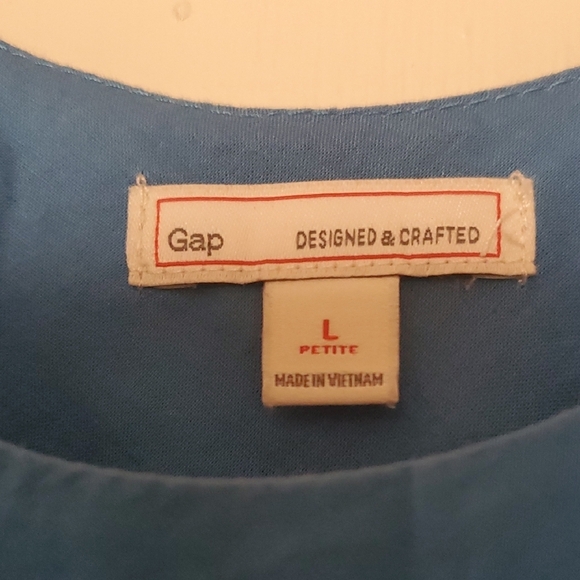 Gap DESIGNED & CRAFTED
L
PETITE
MADE IN VIETNAM